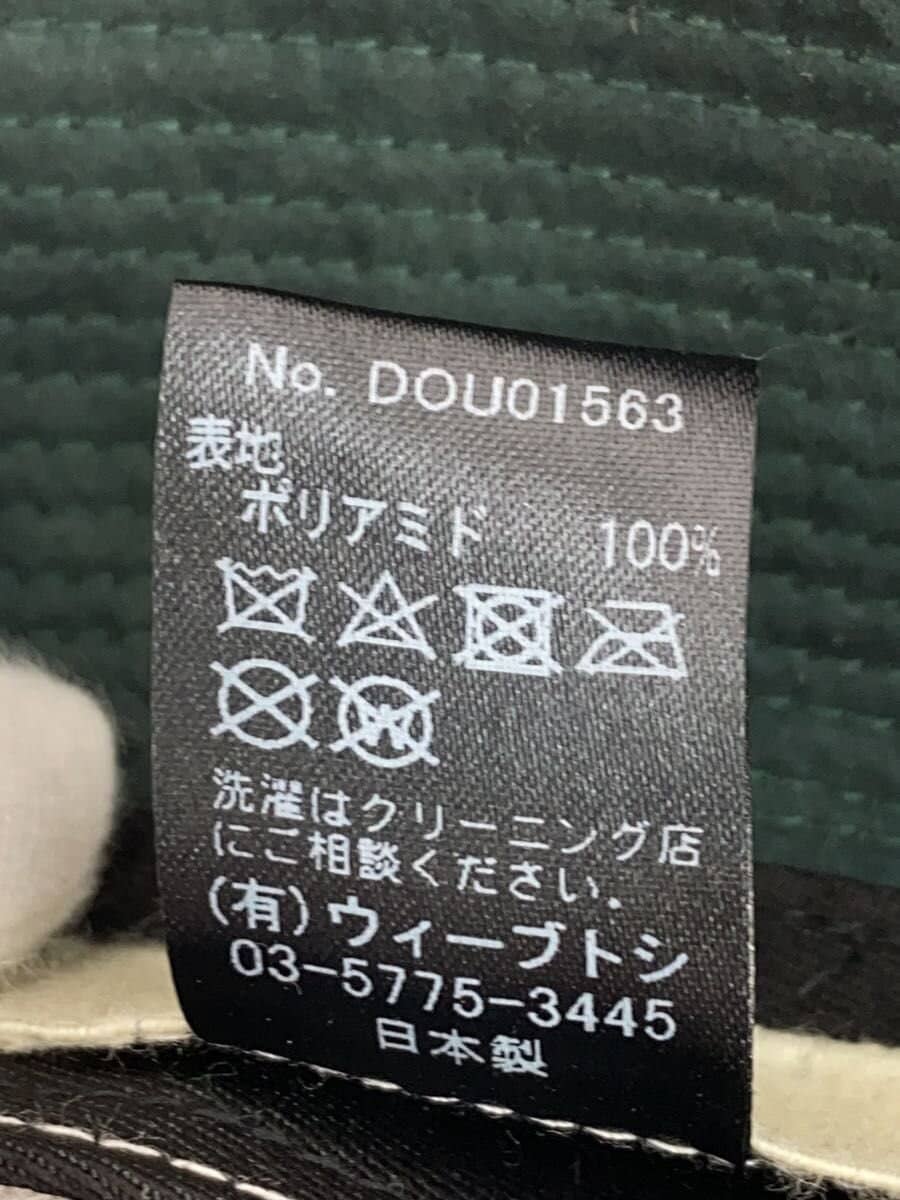 No. DOU01563
表地
ポリアミド 100%
洗濯はクリーニング店
にご相談ください.
(有)ウィーブトシ
03-5775-3445
日本製